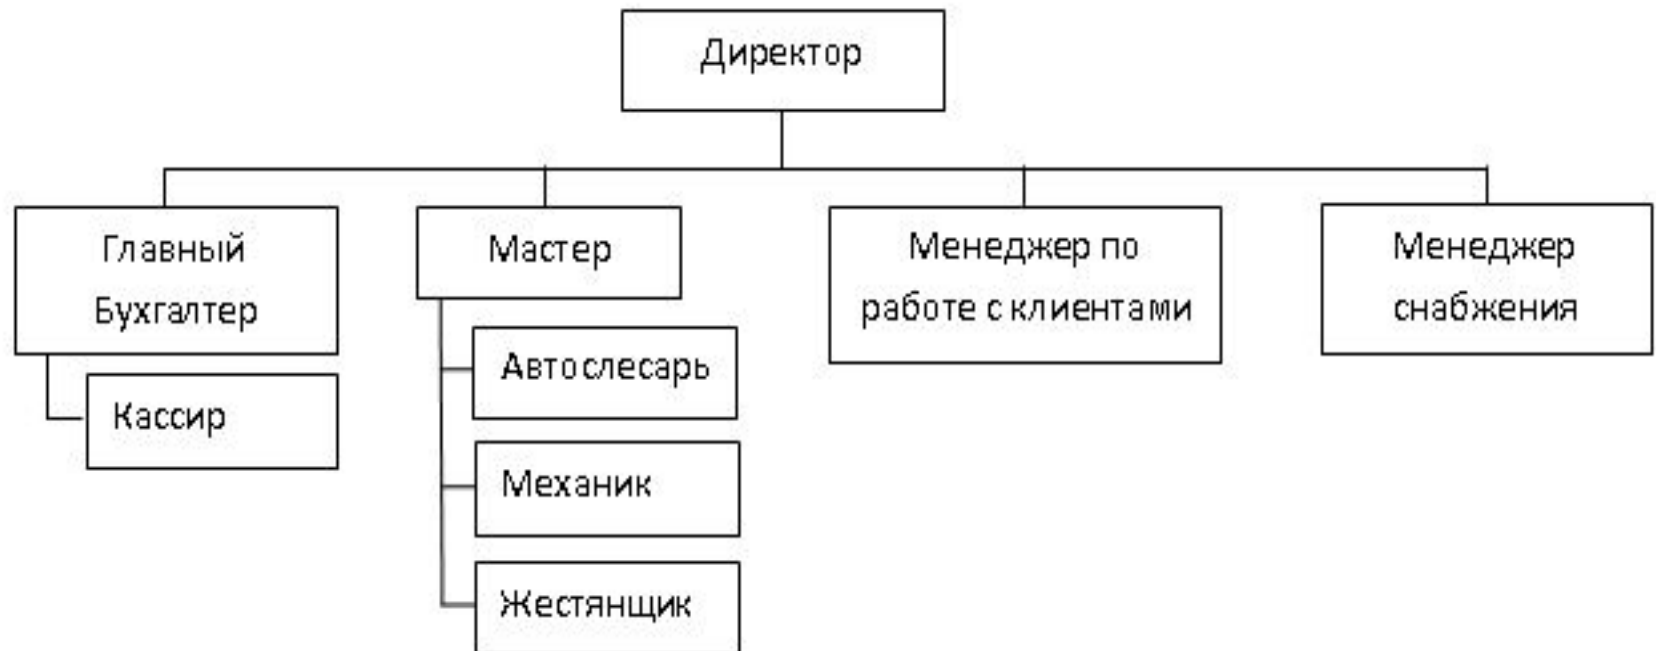 Директор
Главный
Бухгалтер
Кассир
Мастер
Автослесарь
Механик
Жестянщик
Менеджер по
работе с клиентами
Менеджер
снабжения